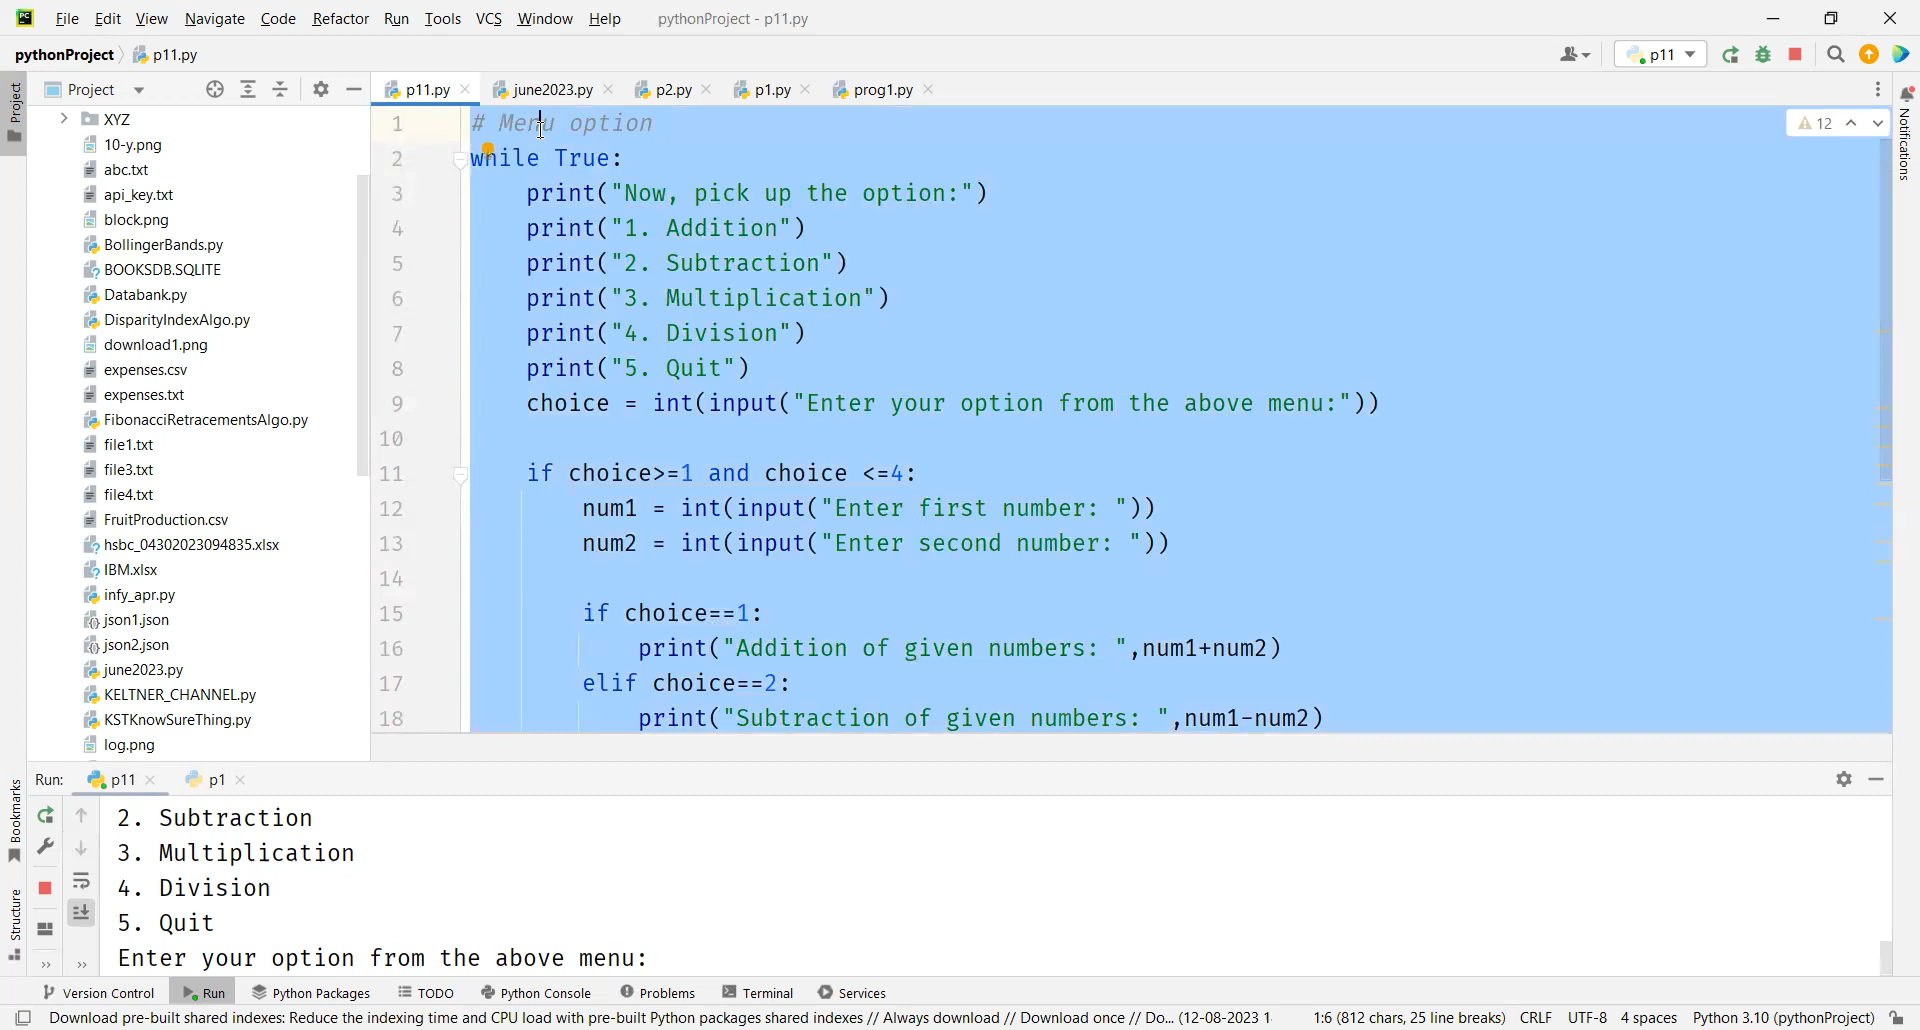 File Edit View Navigate Code Refactor Run Tools VCS Window Help pythonProject - p11.py
pythonProject p11.py
p11
Project
p11.py june2023.py p2.py p1.py prog1.py
Project
XYZ
10-y.png
abc.txt
api_key.txt
block.png
BollingerBands.py
BOOKSDB.SQLITE
Databank.py
DisparityIndexAlgo.py
download1.png
expenses.csv
expenses.txt
FibonacciRetracementsAlgo.py
file1.txt
file3.txt
file4.txt
FruitProduction.csv
hsbc_04302023094835.xlsx
IBM.xlsx
infy_apr.py
json1.json
json2.json
june2023.py
KELTNER_CHANNEL.py
KSTKnowSureThing.py
log.png
1 # Menu option
2 while True:
3 print("Now, pick up the option:")
4 print("1. Addition")
5 print("2. Subtraction")
6 print("3. Multiplication")
7 print("4. Division")
8 print("5. Quit")
9 choice = int(input("Enter your option from the above menu:"))
10
11 if choice>=1 and choice <=4:
12 num1 = int(input("Enter first number: "))
13 num2 = int(input("Enter second number: "))
14
15 if choice==1:
16 print("Addition of given numbers: ",num1+num2)
17 elif choice==2:
18 print("Subtraction of given numbers: ",num1-num2)
12
Notifications
Run: p11 p1
2. Subtraction
3. Multiplication
4. Division
5. Quit
Enter your option from the above menu:
Bookmarks
Structure
Version Control Run Python Packages TODO Python Console Problems Terminal Services
Download pre-built shared indexes: Reduce the indexing time and CPU load with pre-built Python packages shared indexes // Always download // Download once // Do... (12-08-2023 1 1:6 (812 chars, 25 line breaks) CRLF UTF-8 4 spaces Python 3.10 (pythonProject)